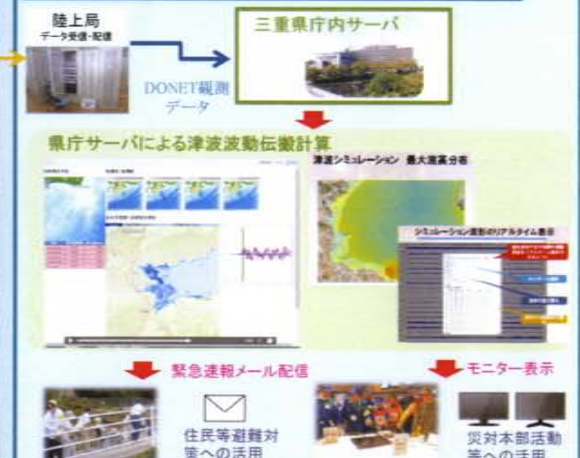 陸上局
データ受信・配信
三重県庁内サーバ
DONET観測
データ
県庁サーバによる津波波動伝搬計算
津波シミュレーション 最大波高分布
シミュレーション波形のリアルタイム表示
緊急速報メール配信
モニター表示
住民等避難対
策への活用
災対本部活動
等への活用